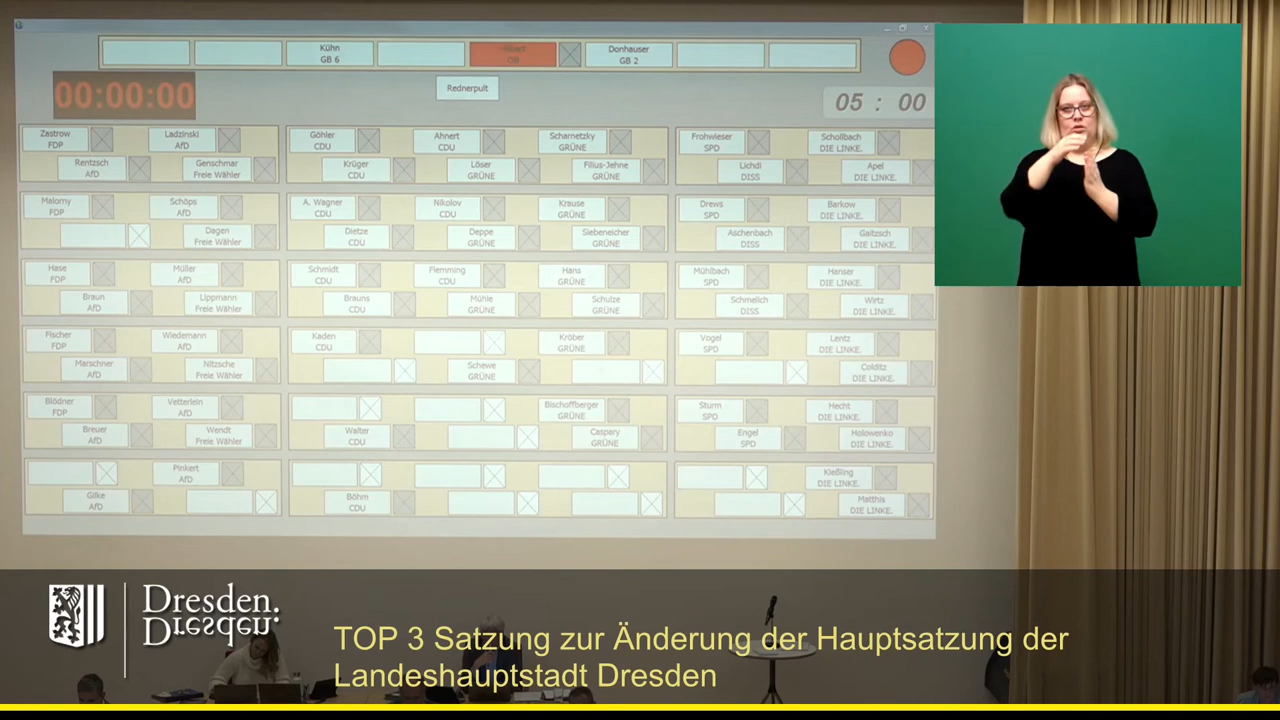 Kühn
GB 6
Hilbert
OB
Donhauser
GB 2
00:00:00
Rednerpult
05 : 00
Zastrow
FDP
Ladzinski
AfD
Göhler
CDU
Ahnert
CDU
Scharnetzky
GRÜNE
Frohwieser
SPD
Schollbach
DIE LINKE.
Rentzsch
AfD
Genschmar
Freie Wähler
Krüger
CDU
Löser
GRÜNE
Filius-Jehne
GRÜNE
Lichdi
DISS
Apel
DIE LINKE.
Malorny
FDP
Schöps
AfD
A. Wagner
CDU
Nikolov
CDU
Krause
GRÜNE
Drews
SPD
Barkow
DIE LINKE.
Dagen
Freie Wähler
Dietze
CDU
Deppe
GRÜNE
Siebeneicher
GRÜNE
Aschenbach
DISS
Gaitzsch
DIE LINKE.
Hase
FDP
Müller
AfD
Schmidt
CDU
Flemming
CDU
Hans
GRÜNE
Mühlbach
SPD
Hanser
DIE LINKE.
Braun
AfD
Lippmann
Freie Wähler
Brauns
CDU
Mühle
GRÜNE
Schulze
GRÜNE
Schmelich
DISS
Wirtz
DIE LINKE.
Fischer
FDP
Wiedemann
AfD
Kaden
CDU
Kröber
GRÜNE
Vogel
SPD
Lentz
DIE LINKE.
Marschner
AfD
Nitzsche
Freie Wähler
Schewe
GRÜNE
Colditz
DIE LINKE.
Blödner
FDP
Vetterlein
AfD
Bischoffberger
GRÜNE
Sturm
SPD
Hecht
DIE LINKE.
Breuer
AfD
Wendt
Freie Wähler
Walter
CDU
Caspary
GRÜNE
Engel
SPD
Holowenko
DIE LINKE.
Pinkert
AfD
Kießling
DIE LINKE.
Gilke
AfD
Böhm
CDU
Matthis
DIE LINKE.
Dresden.
Dresden.
TOP 3 Satzung zur Änderung der Hauptsatzung der
Landeshauptstadt Dresden